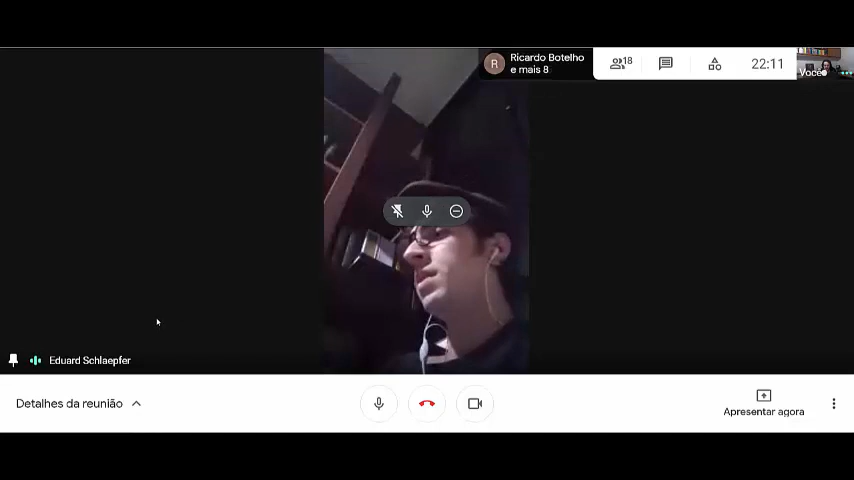 Ricardo Botelho
e mais 8
R
18
22:11
Você
Eduard Schlaepfer
Detalhes da reunião
Apresentar agora